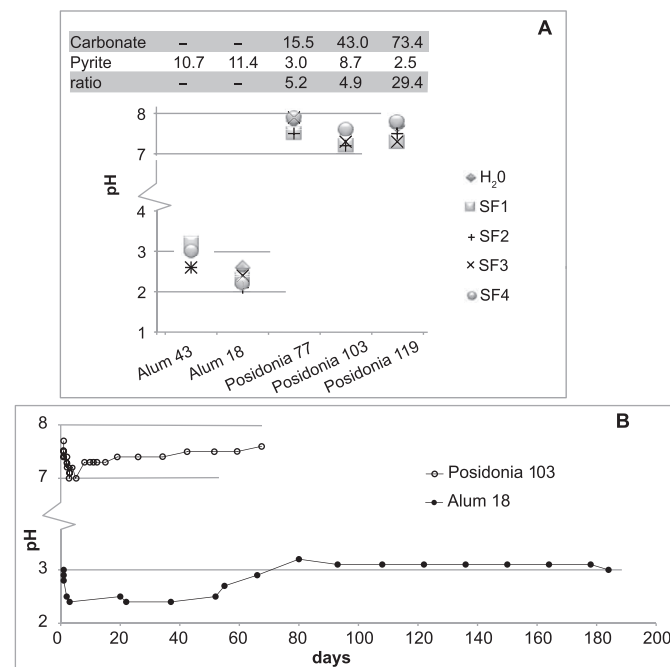 A
Carbonate – – 15.5 43.0 73.4
Pyrite 10.7 11.4 3.0 8.7 2.5
ratio – – 5.2 4.9 29.4
8
7
pH
4
3
2
1
H₂0
SF1
SF2
SF3
SF4
Alum 43
Alum 18
Posidonia 77
Posidonia 103
Posidonia 119
B
8
7
pH
3
2
Posidonia 103
Alum 18
0 20 40 60 80 100 120 140 160 180 200
days